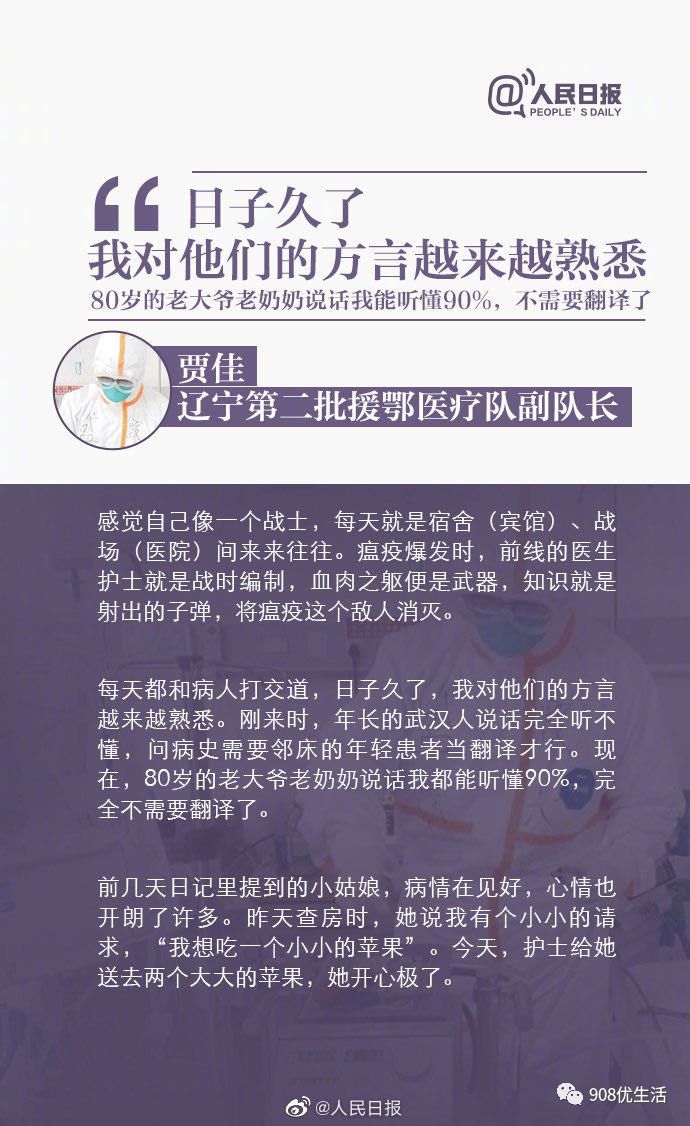 @人民日报
PEOPLE'S DAILY
“日子久了
我对他们的方言越来越熟悉
80岁的老大爷老奶奶说话我能听懂90%，不需要翻译了
贾佳
辽宁第二批援鄂医疗队副队长
感觉自己像一个战士，每天就是宿舍（宾馆）、战
场（医院）间来来往往。瘟疫爆发时，前线的医生
护士就是战时编制，血肉之躯便是武器，知识就是
射出的子弹，将瘟疫这个敌人消灭。
每天都和病人打交道，日子久了，我对他们的方言
越来越熟悉。刚来时，年长的武汉人说话完全听不
懂，问病史需要邻床的年轻患者当翻译才行。现
在，80岁的老大爷老奶奶说话我都能听懂90%，完
全不需要翻译了。
前几天日记里提到的小姑娘，病情在见好，心情也
开朗了许多。昨天查房时，她说我有个小小的请
求，“我想吃一个小小的苹果”。今天，护士给她
送去两个大大的苹果，她开心极了。
@人民日报
908优生活